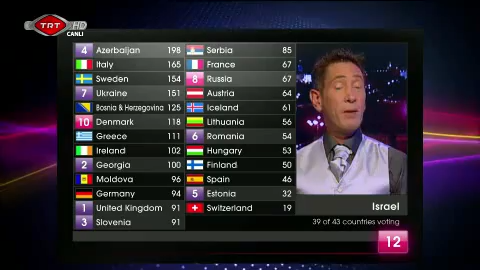 TRT HD
CANLI
4 Azerbaijan 198
Italy 165
Sweden 154
7 Ukraine 151
Bosnia & Herzegovina 125
10 Denmark 118
Greece 111
Ireland 102
2 Georgia 100
Moldova 96
Germany 94
1 United Kingdom 91
3 Slovenia 91
Serbia 85
France 67
8 Russia 67
Austria 64
Iceland 61
Lithuania 56
6 Romania 54
Hungary 53
Finland 50
Spain 46
5 Estonia 32
Switzerland 19
Israel
39 of 43 countries voting
12